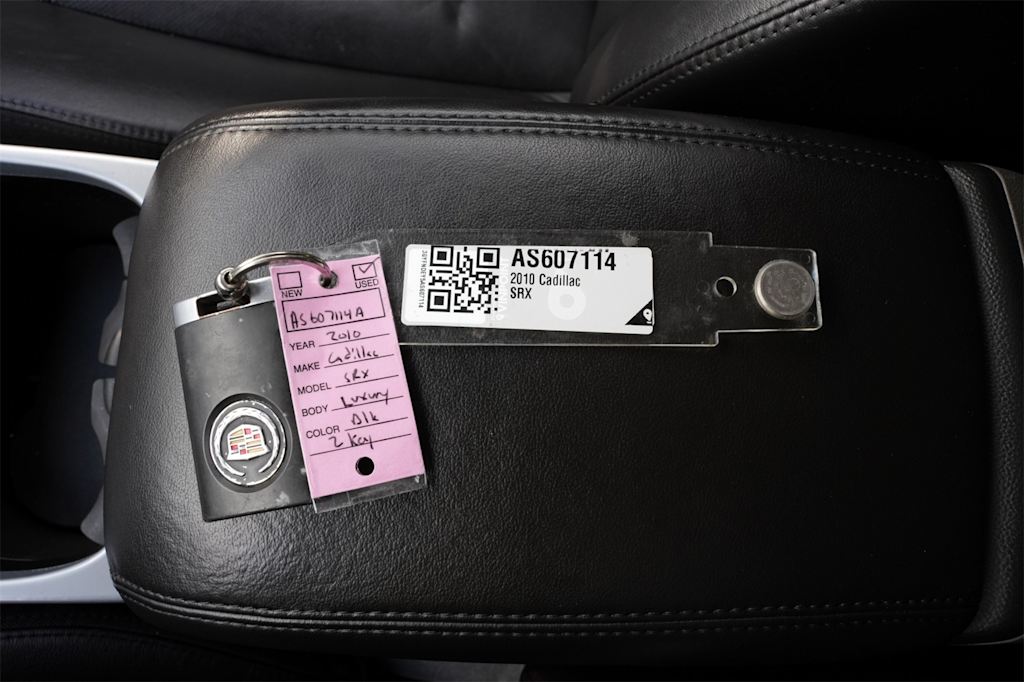 NEW
USED
AS607114A
YEAR 2010
MAKE Cadillac
MODEL SRX
BODY Luxury
COLOR Blk
2 Key
AS607114
2010 Cadillac
SRX